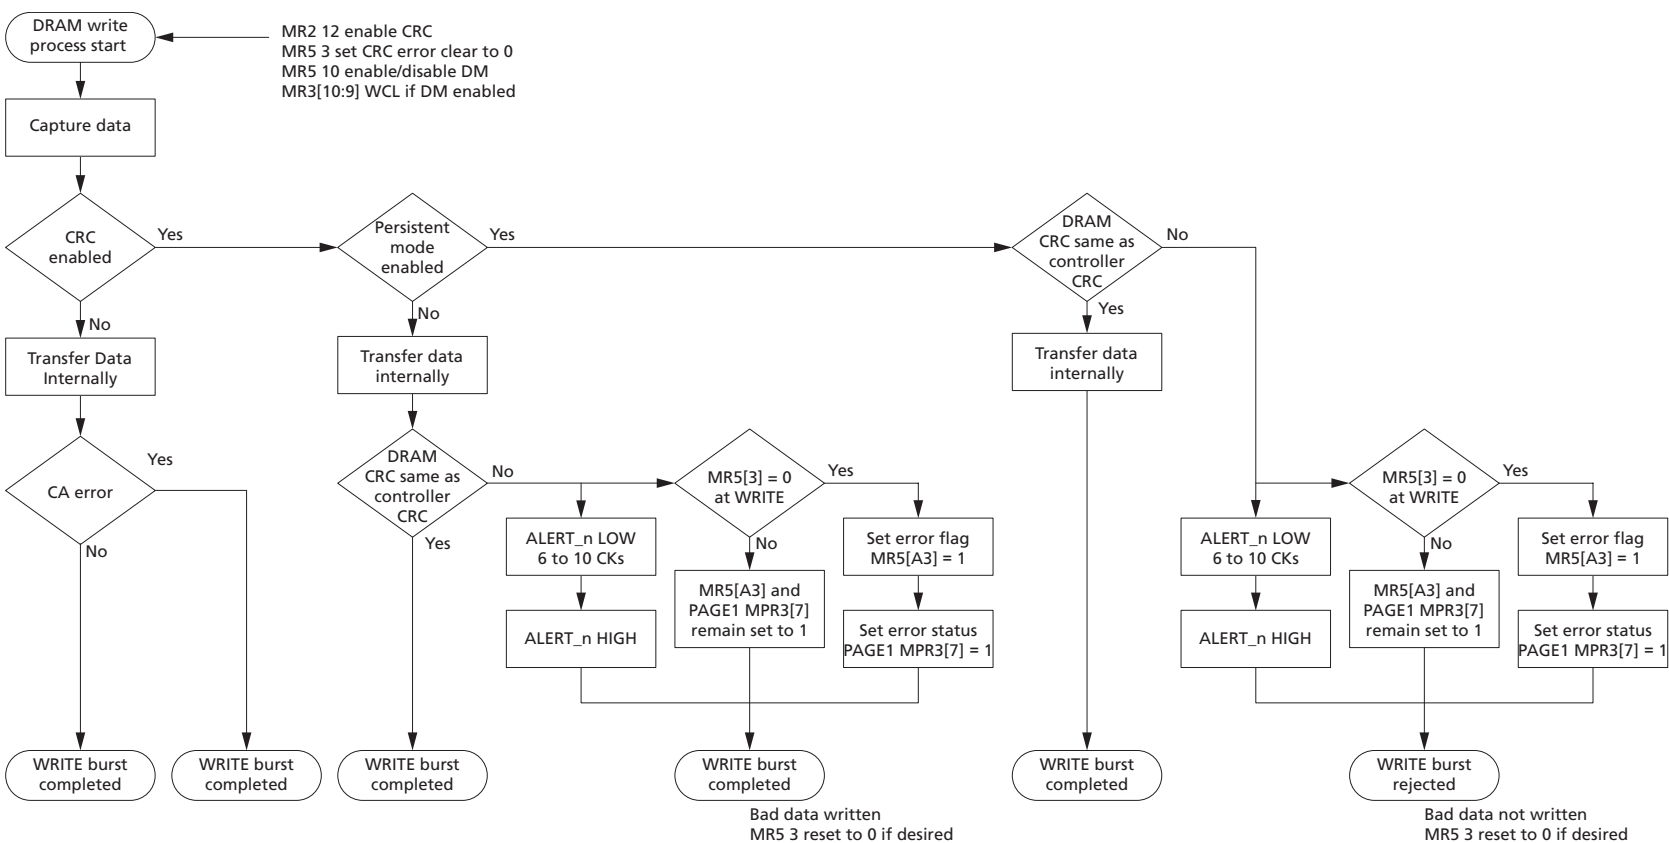 DRAM write
process start
MR2 12 enable CRC
MR5 3 set CRC error clear to 0
MR5 10 enable/disable DM
MR3[10:9] WCL if DM enabled
Capture data
CRC
enabled
Yes
No
Persistent
mode
enabled
Yes
No
DRAM
CRC same as
controller
CRC
No
Yes
Transfer Data
Internally
Transfer data
internally
Transfer data
internally
CA error
Yes
No
DRAM
CRC same as
controller
CRC
No
Yes
MR5[3] = 0
at WRITE
Yes
No
ALERT_n LOW
6 to 10 CKs
ALERT_n HIGH
MR5[A3] and
PAGE1 MPR3[7]
remain set to 1
Set error flag
MR5[A3] = 1
Set error status
PAGE1 MPR3[7] = 1
MR5[3] = 0
at WRITE
Yes
No
ALERT_n LOW
6 to 10 CKs
ALERT_n HIGH
MR5[A3] and
PAGE1 MPR3[7]
remain set to 1
Set error flag
MR5[A3] = 1
Set error status
PAGE1 MPR3[7] = 1
WRITE burst
completed
WRITE burst
completed
WRITE burst
completed
WRITE burst
completed
Bad data written
MR5 3 reset to 0 if desired
WRITE burst
completed
WRITE burst
rejected
Bad data not written
MR5 3 reset to 0 if desired